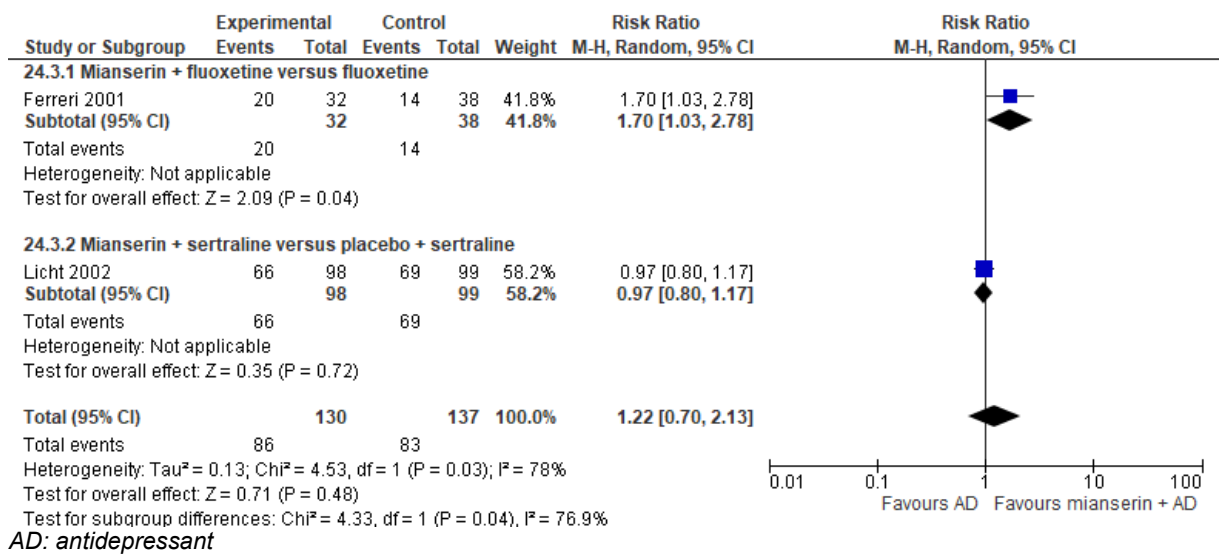 Experimental Control Risk Ratio Risk Ratio
Study or Subgroup Events Total Events Total Weight M-H, Random, 95% CI M-H, Random, 95% CI
24.3.1 Mianserin + fluoxetine versus fluoxetine
Ferreri 2001 20 32 14 38 41.8% 1.70 [1.03, 2.78]
Subtotal (95% CI) 32 38 41.8% 1.70 [1.03, 2.78]
Total events 20 14
Heterogeneity: Not applicable
Test for overall effect: Z = 2.09 (P = 0.04)
24.3.2 Mianserin + sertraline versus placebo + sertraline
Licht 2002 66 98 69 99 58.2% 0.97 [0.80, 1.17]
Subtotal (95% CI) 98 99 58.2% 0.97 [0.80, 1.17]
Total events 66 69
Heterogeneity: Not applicable
Test for overall effect: Z = 0.35 (P = 0.72)
Total (95% CI) 130 137 100.0% 1.22 [0.70, 2.13]
Total events 86 83
Heterogeneity: Tau² = 0.13; Chi² = 4.53, df = 1 (P = 0.03); I² = 78%
Test for overall effect: Z = 0.71 (P = 0.48)
Test for subgroup differences: Chi² = 4.33, df = 1 (P = 0.04), I² = 76.9%
0.01 0.1 1 10 100
Favours AD Favours mianserin + AD
AD: antidepressant